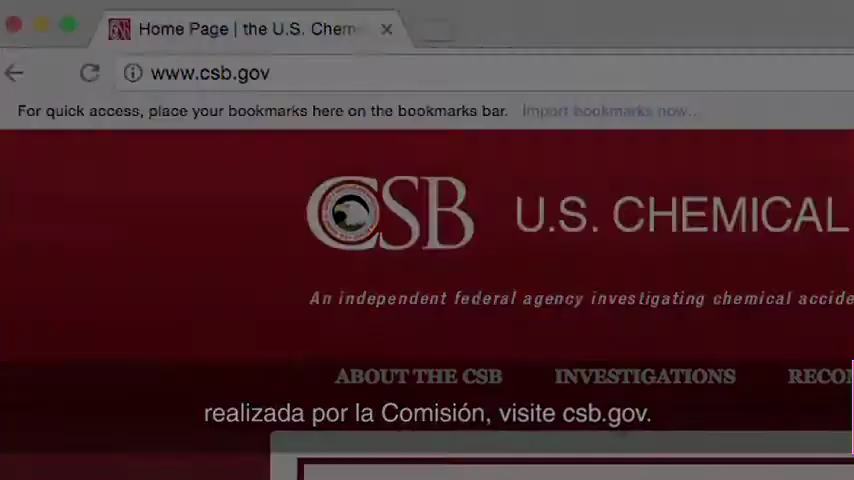 Home Page | the U.S. Chem
www.csb.gov
For quick access, place your bookmarks here on the bookmarks bar. Import bookmarks now...
CSB U.S. CHEMICAL
An independent federal agency investigating chemical accide
ABOUT THE CSB INVESTIGATIONS RECO
realizada por la Comisión, visite csb.gov.